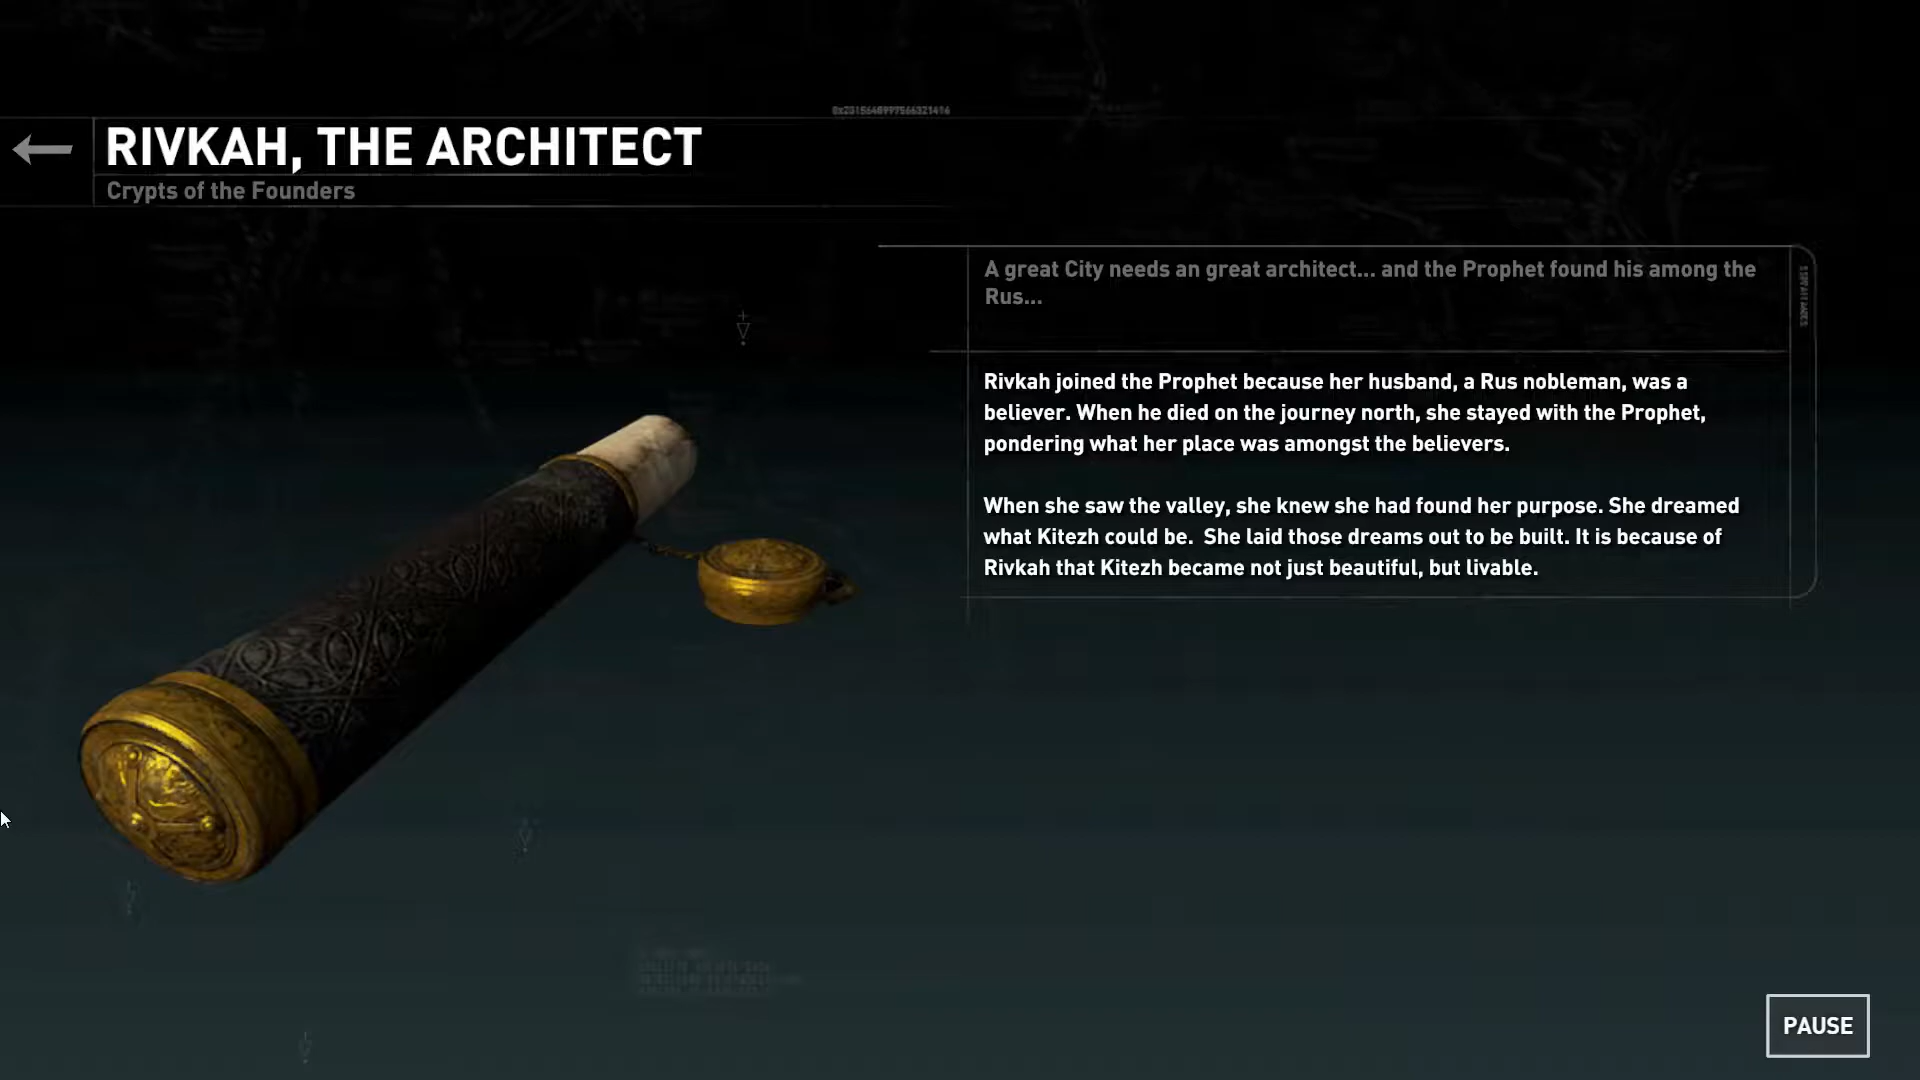 RIVKAH, THE ARCHITECT
Crypts of the Founders
A great City needs an great architect... and the Prophet found his among the
Rus...
Rivkah joined the Prophet because her husband, a Rus nobleman, was a
believer. When he died on the journey north, she stayed with the Prophet,
pondering what her place was amongst the believers.
When she saw the valley, she knew she had found her purpose. She dreamed
what Kitezh could be. She laid those dreams out to be built. It is because of
Rivkah that Kitezh became not just beautiful, but livable.
PAUSE